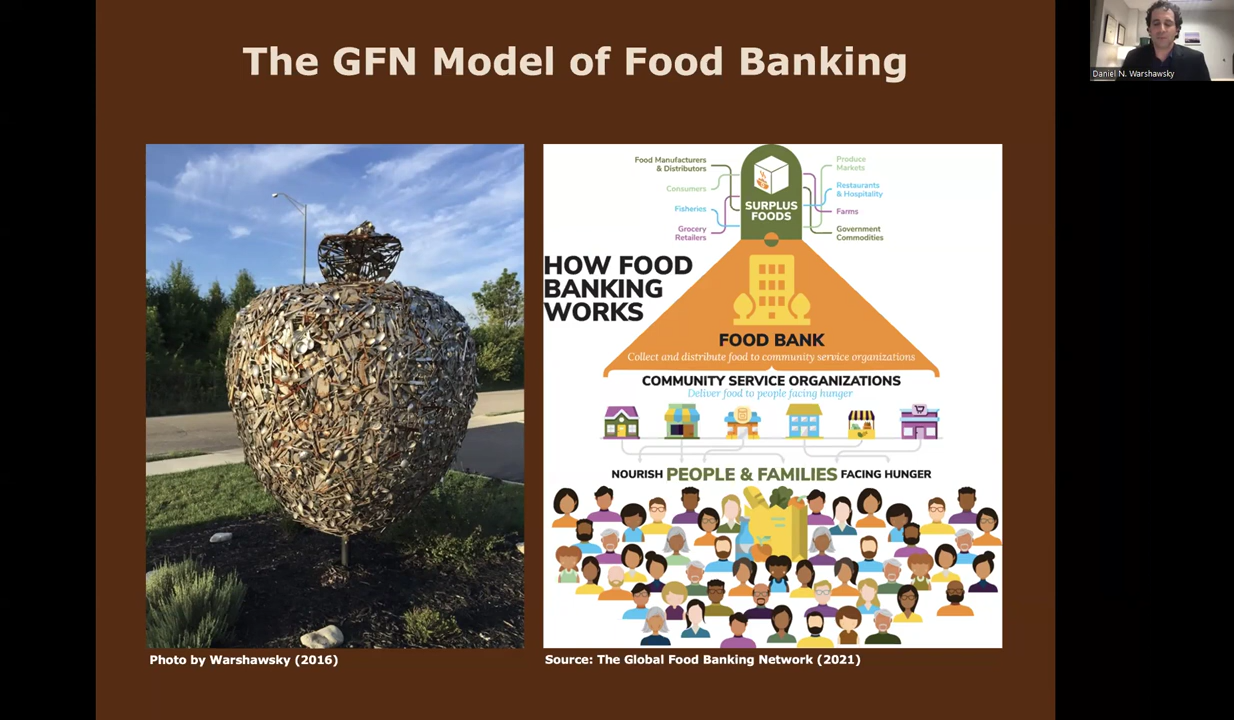 The GFN Model of Food Banking
Daniel N. Warshawsky
Food Manufacturers
& Distributors
Consumers
Fisheries
Grocery
Retailers
SURPLUS
FOODS
Produce
Markets
Restaurants
& Hospitality
Farms
Government
Commodities
HOW FOOD
BANKING
WORKS
FOOD BANK
Collect and distribute food to community service organizations
COMMUNITY SERVICE ORGANIZATIONS
Deliver food to people facing hunger
NOURISH PEOPLE & FAMILIES FACING HUNGER
Photo by Warshawsky (2016)
Source: The Global Food Banking Network (2021)